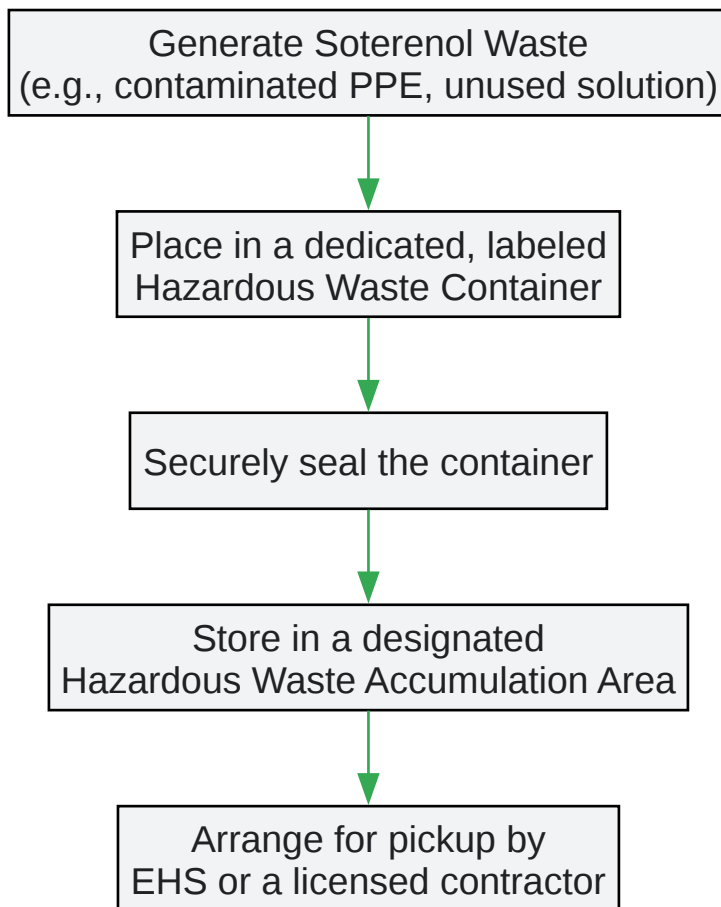 Generate Soterenol Waste
(e.g., contaminated PPE, unused solution)
Place in a dedicated, labeled
Hazardous Waste Container
Securely seal the container
Store in a designated
Hazardous Waste Accumulation Area
Arrange for pickup by
EHS or a licensed contractor